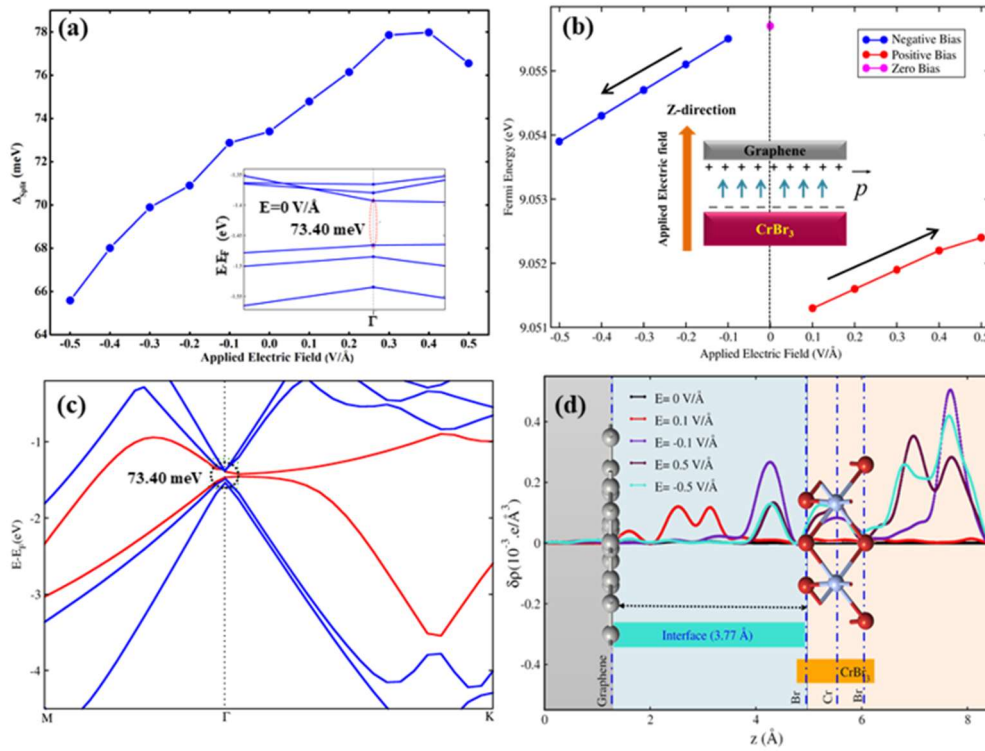 (a)
78
76
74
72
70
68
66
64
Δ_Split (meV)
-0.5 -0.4 -0.3 -0.2 -0.1 0.0 0.1 0.2 0.3 0.4 0.5
Applied Electric Field (V/Å)
E=0 V/Å
73.40 meV
E-E_F (eV)
Γ
(b)
9.055
9.054
9.053
9.052
9.051
Fermi Energy (eV)
-0.5 -0.4 -0.3 -0.2 -0.1 0 0.1 0.2 0.3 0.4 0.5
Applied Electric Field (V/Å)
Negative Bias
Positive Bias
Zero Bias
Z-direction
Applied Electric field
Graphene
+ + + + + + + +
p
CrBr₃
(c)
-1
-2
-3
-4
E-E_F(eV)
73.40 meV
M Γ K
(d)
0.4
0.2
0
-0.2
-0.4
δρ(10⁻³.e/Å³)
E= 0 V/Å
E= 0.1 V/Å
E= -0.1 V/Å
E= 0.5 V/Å
E= -0.5 V/Å
Interface (3.77 Å)
CrBr₃
Graphene
Br
Cr
Br
0 2 4 6 8
z (Å)